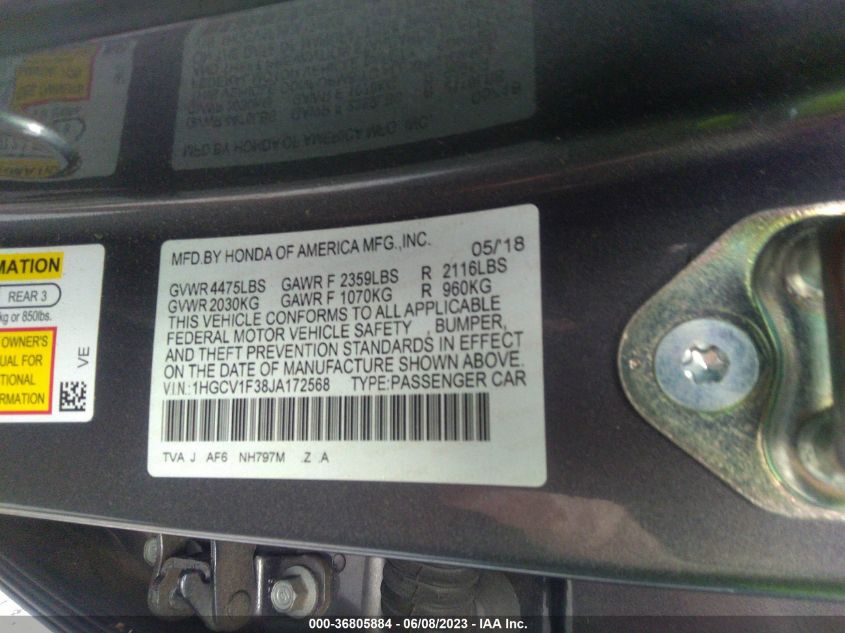 MFD.BY HONDA OF AMERICA MFG.,INC. 05/'18
GVWR 4475LBS GAWR F 2359LBS R 2116LBS
GVWR 2030KG GAWR F 1070KG R 960KG
THIS VEHICLE CONFORMS TO ALL APPLICABLE
FEDERAL MOTOR VEHICLE SAFETY , BUMPER,
AND THEFT PREVENTION STANDARDS IN EFFECT
ON THE DATE OF MANUFACTURE SHOWN ABOVE.
V.I.N.:1HGCV1F38JA172568 TYPE:PASSENGER CAR
TVA J AF6 NH797M .Z .A
MATION
REAR 3
kg or 850lbs.
OWNER'S
UAL FOR
TIONAL
RMATION
VE
000-36805884 - 06/08/2023 - IAA Inc.